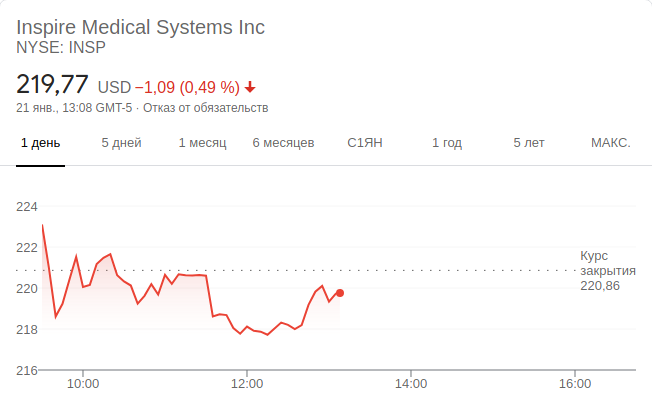 Inspire Medical Systems Inc
NYSE: INSP
219,77 USD −1,09 (0,49 %)
21 янв., 13:08 GMT-5 · Отказ от обязательств
1 день 5 дней 1 месяц 6 месяцев С1ЯН 1 год 5 лет МАКС.
224
222
220
218
216
Курс
закрытия
220,86
10:00 12:00 14:00 16:00